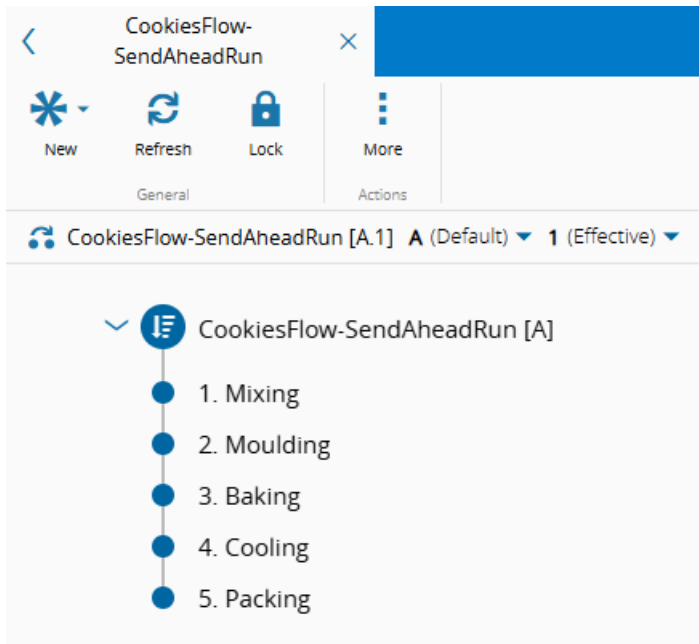 CookiesFlow-
SendAheadRun
New
Refresh
Lock
More
General
Actions
CookiesFlow-SendAheadRun [A.1] A (Default) 1 (Effective)
CookiesFlow-SendAheadRun [A]
1. Mixing
2. Moulding
3. Baking
4. Cooling
5. Packing